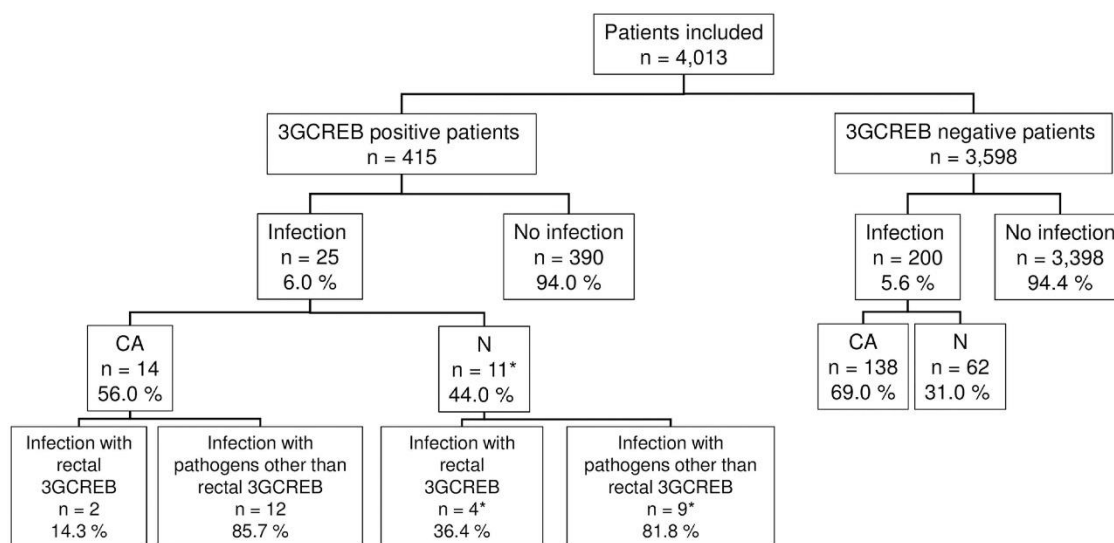 Patients included
n = 4,013
3GCREB positive patients
n = 415
3GCREB negative patients
n = 3,598
Infection
n = 25
6.0 %
No infection
n = 390
94.0 %
Infection
n = 200
5.6 %
No infection
n = 3,398
94.4 %
CA
n = 14
56.0 %
N
n = 11*
44.0 %
CA
n = 138
69.0 %
N
n = 62
31.0 %
Infection with
rectal
3GCREB
n = 2
14.3 %
Infection with
pathogens other than
rectal 3GCREB
n = 12
85.7 %
Infection with
rectal
3GCREB
n = 4*
36.4 %
Infection with
pathogens other than
rectal 3GCREB
n = 9*
81.8 %